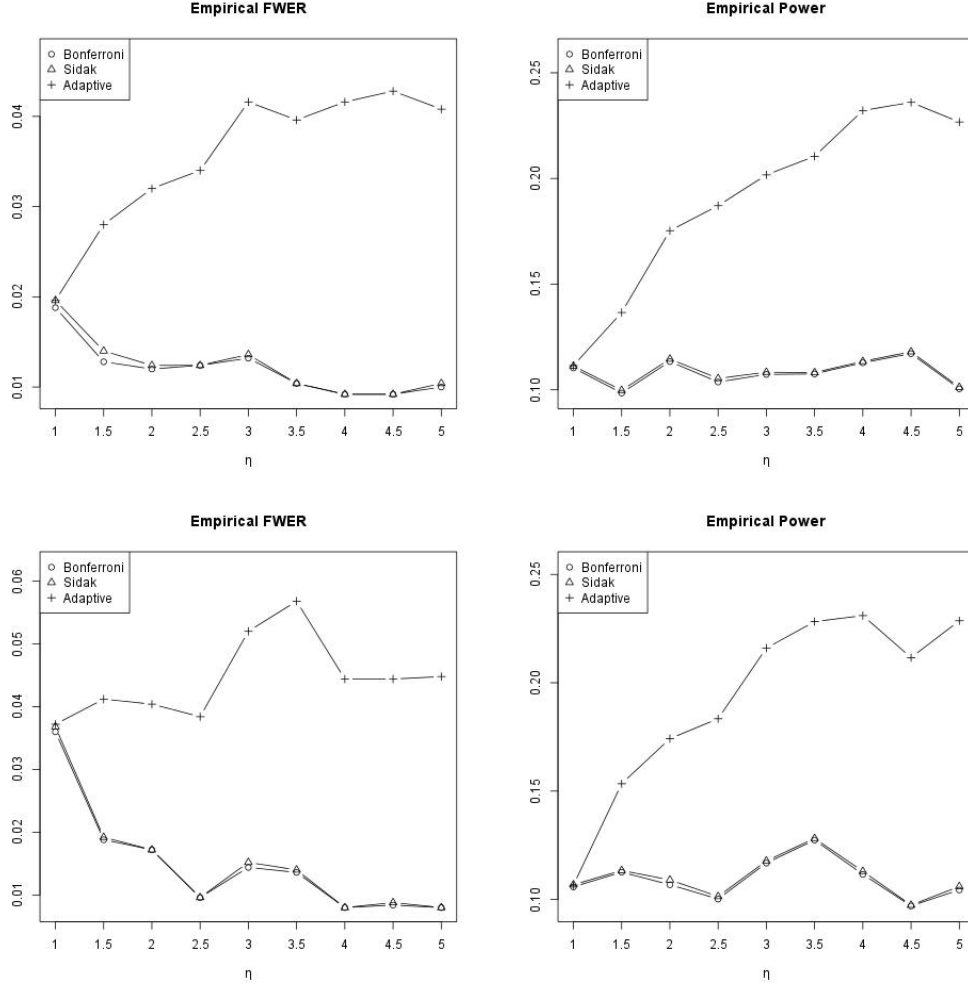 Empirical FWER
Bonferroni
Sidak
Adaptive
0.04
0.03
0.02
0.01
1 1.5 2 2.5 3 3.5 4 4.5 5
η
Empirical Power
Bonferroni
Sidak
Adaptive
0.25
0.20
0.15
0.10
1 1.5 2 2.5 3 3.5 4 4.5 5
η
Empirical FWER
Bonferroni
Sidak
Adaptive
0.06
0.05
0.04
0.03
0.02
0.01
1 1.5 2 2.5 3 3.5 4 4.5 5
η
Empirical Power
Bonferroni
Sidak
Adaptive
0.25
0.20
0.15
0.10
1 1.5 2 2.5 3 3.5 4 4.5 5
η